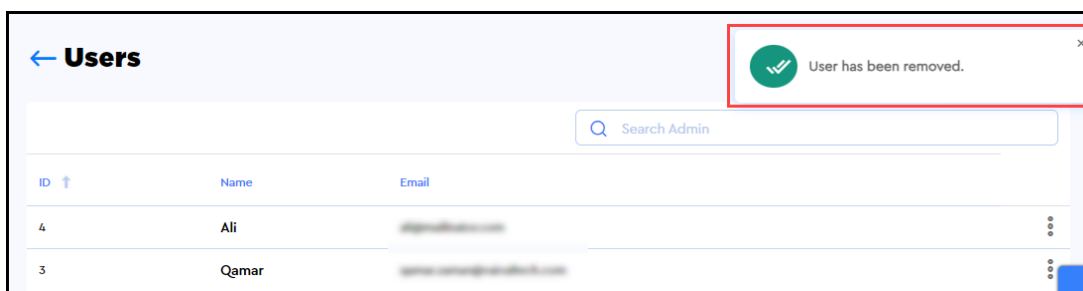 Users
User has been removed.
Search Admin
ID Name Email
4 Ali
3 Qamar